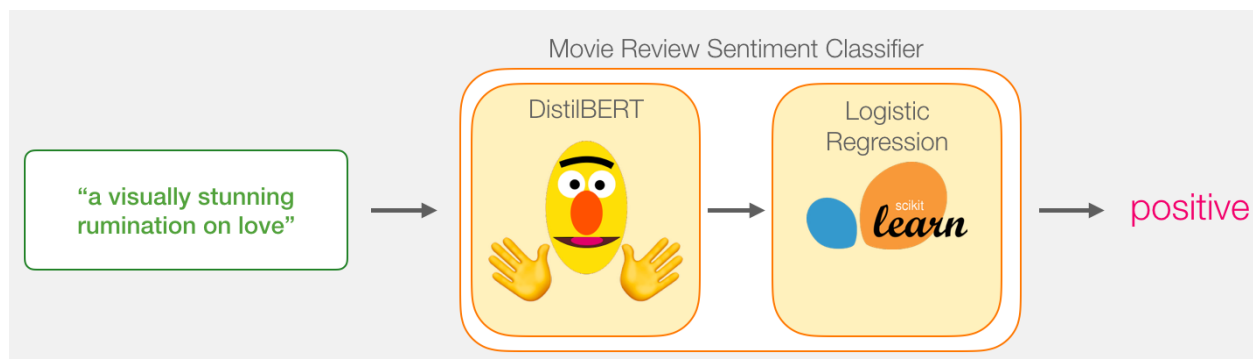 Movie Review Sentiment Classifier
DistilBERT
Logistic
Regression
“a visually stunning
rumination on love”
scikit
learn
positive